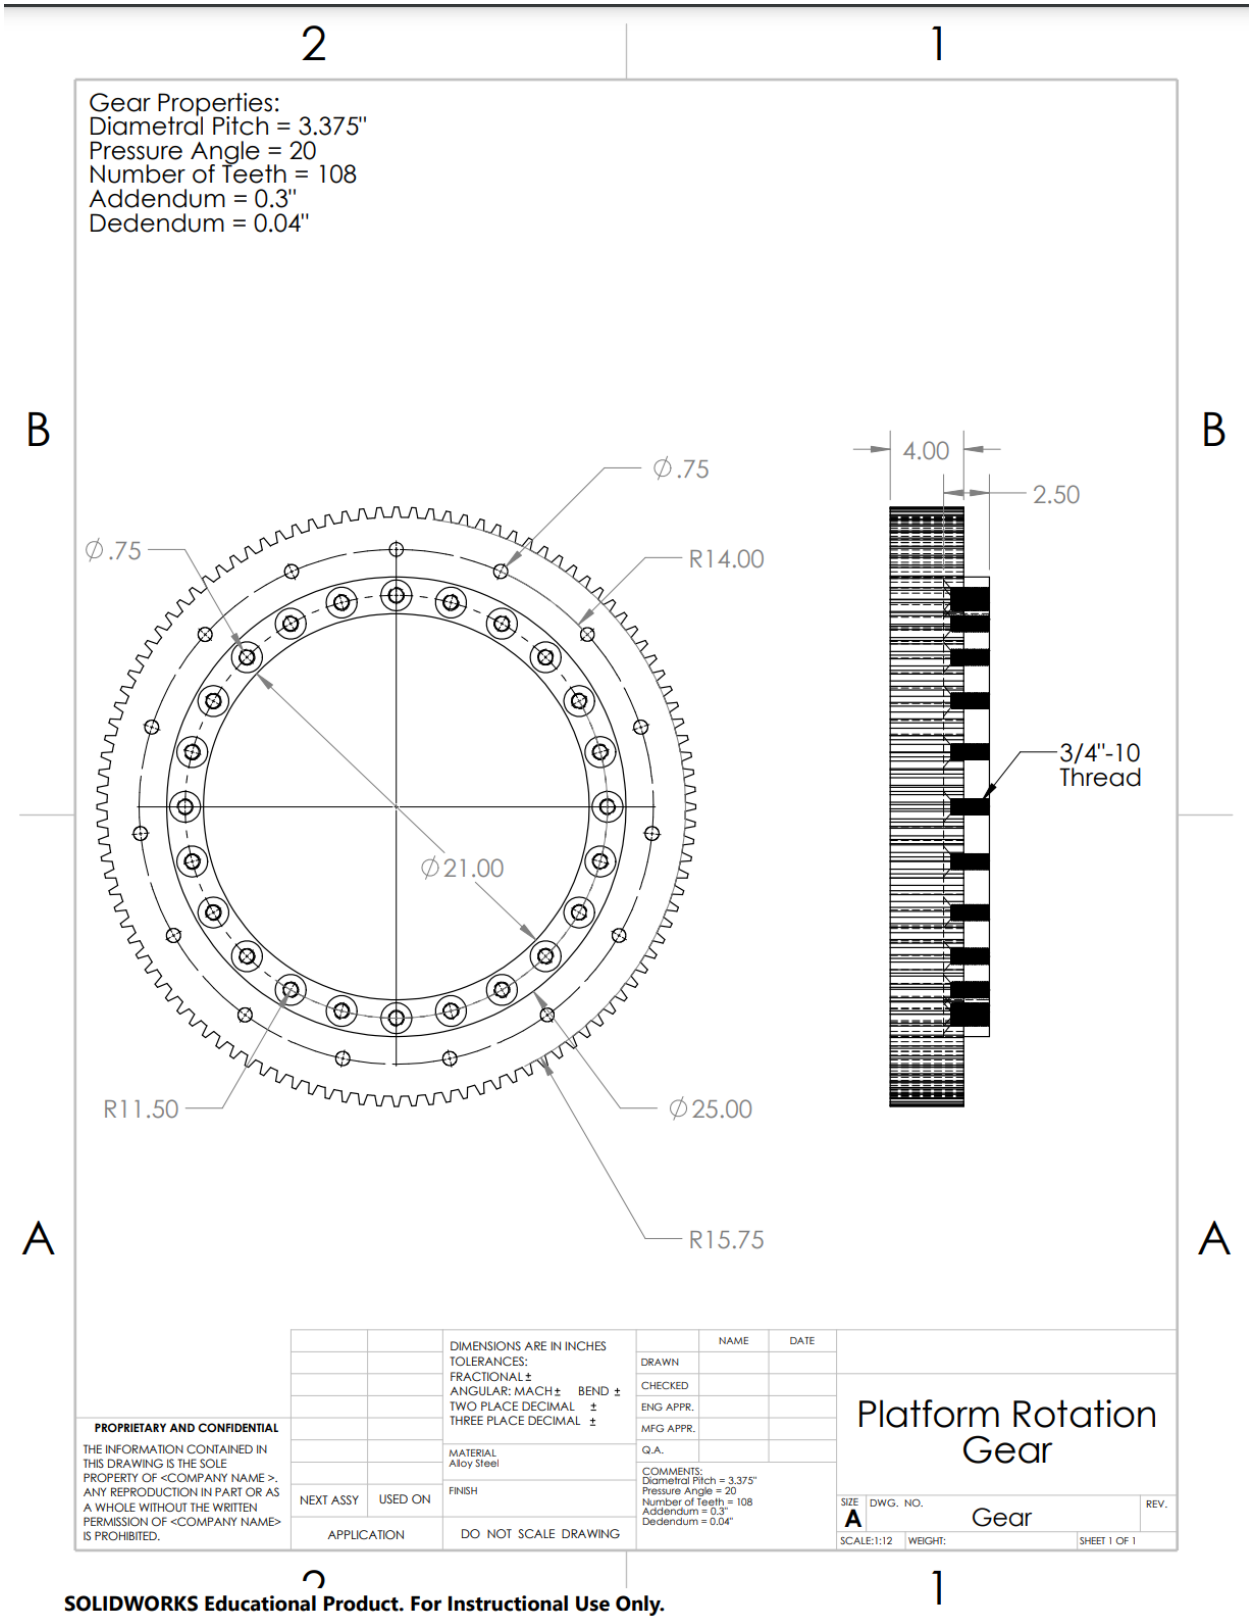 2
1
Gear Properties:
Diametral Pitch = 3.375"
Pressure Angle = 20
Number of Teeth = 108
Addendum = 0.3"
Dedendum = 0.04"
B
B
4.00
2.50
∅.75
∅.75
R14.00
3/4"-10
Thread
∅21.00
R11.50
∅25.00
R15.75
A
A
PROPRIETARY AND CONFIDENTIAL
THE INFORMATION CONTAINED IN
THIS DRAWING IS THE SOLE
PROPERTY OF <COMPANY NAME >.
ANY REPRODUCTION IN PART OR AS
A WHOLE WITHOUT THE WRITTEN
PERMISSION OF <COMPANY NAME>
IS PROHIBITED.
NEXT ASSY
USED ON
APPLICATION
DIMENSIONS ARE IN INCHES
TOLERANCES:
FRACTIONAL ±
ANGULAR: MACH ± BEND ±
TWO PLACE DECIMAL ±
THREE PLACE DECIMAL ±
MATERIAL
Alloy Steel
FINISH
DO NOT SCALE DRAWING
NAME
DATE
DRAWN
CHECKED
ENG APPR.
MFG APPR.
Q.A.
COMMENTS:
Diametral Pitch = 3.375"
Pressure Angle = 20
Number of Teeth = 108
Addendum = 0.3"
Dedendum = 0.04"
Platform Rotation
Gear
SIZE
A
DWG. NO.
Gear
REV.
SCALE:1:12
WEIGHT:
SHEET 1 OF 1
2
1
SOLIDWORKS Educational Product. For Instructional Use Only.